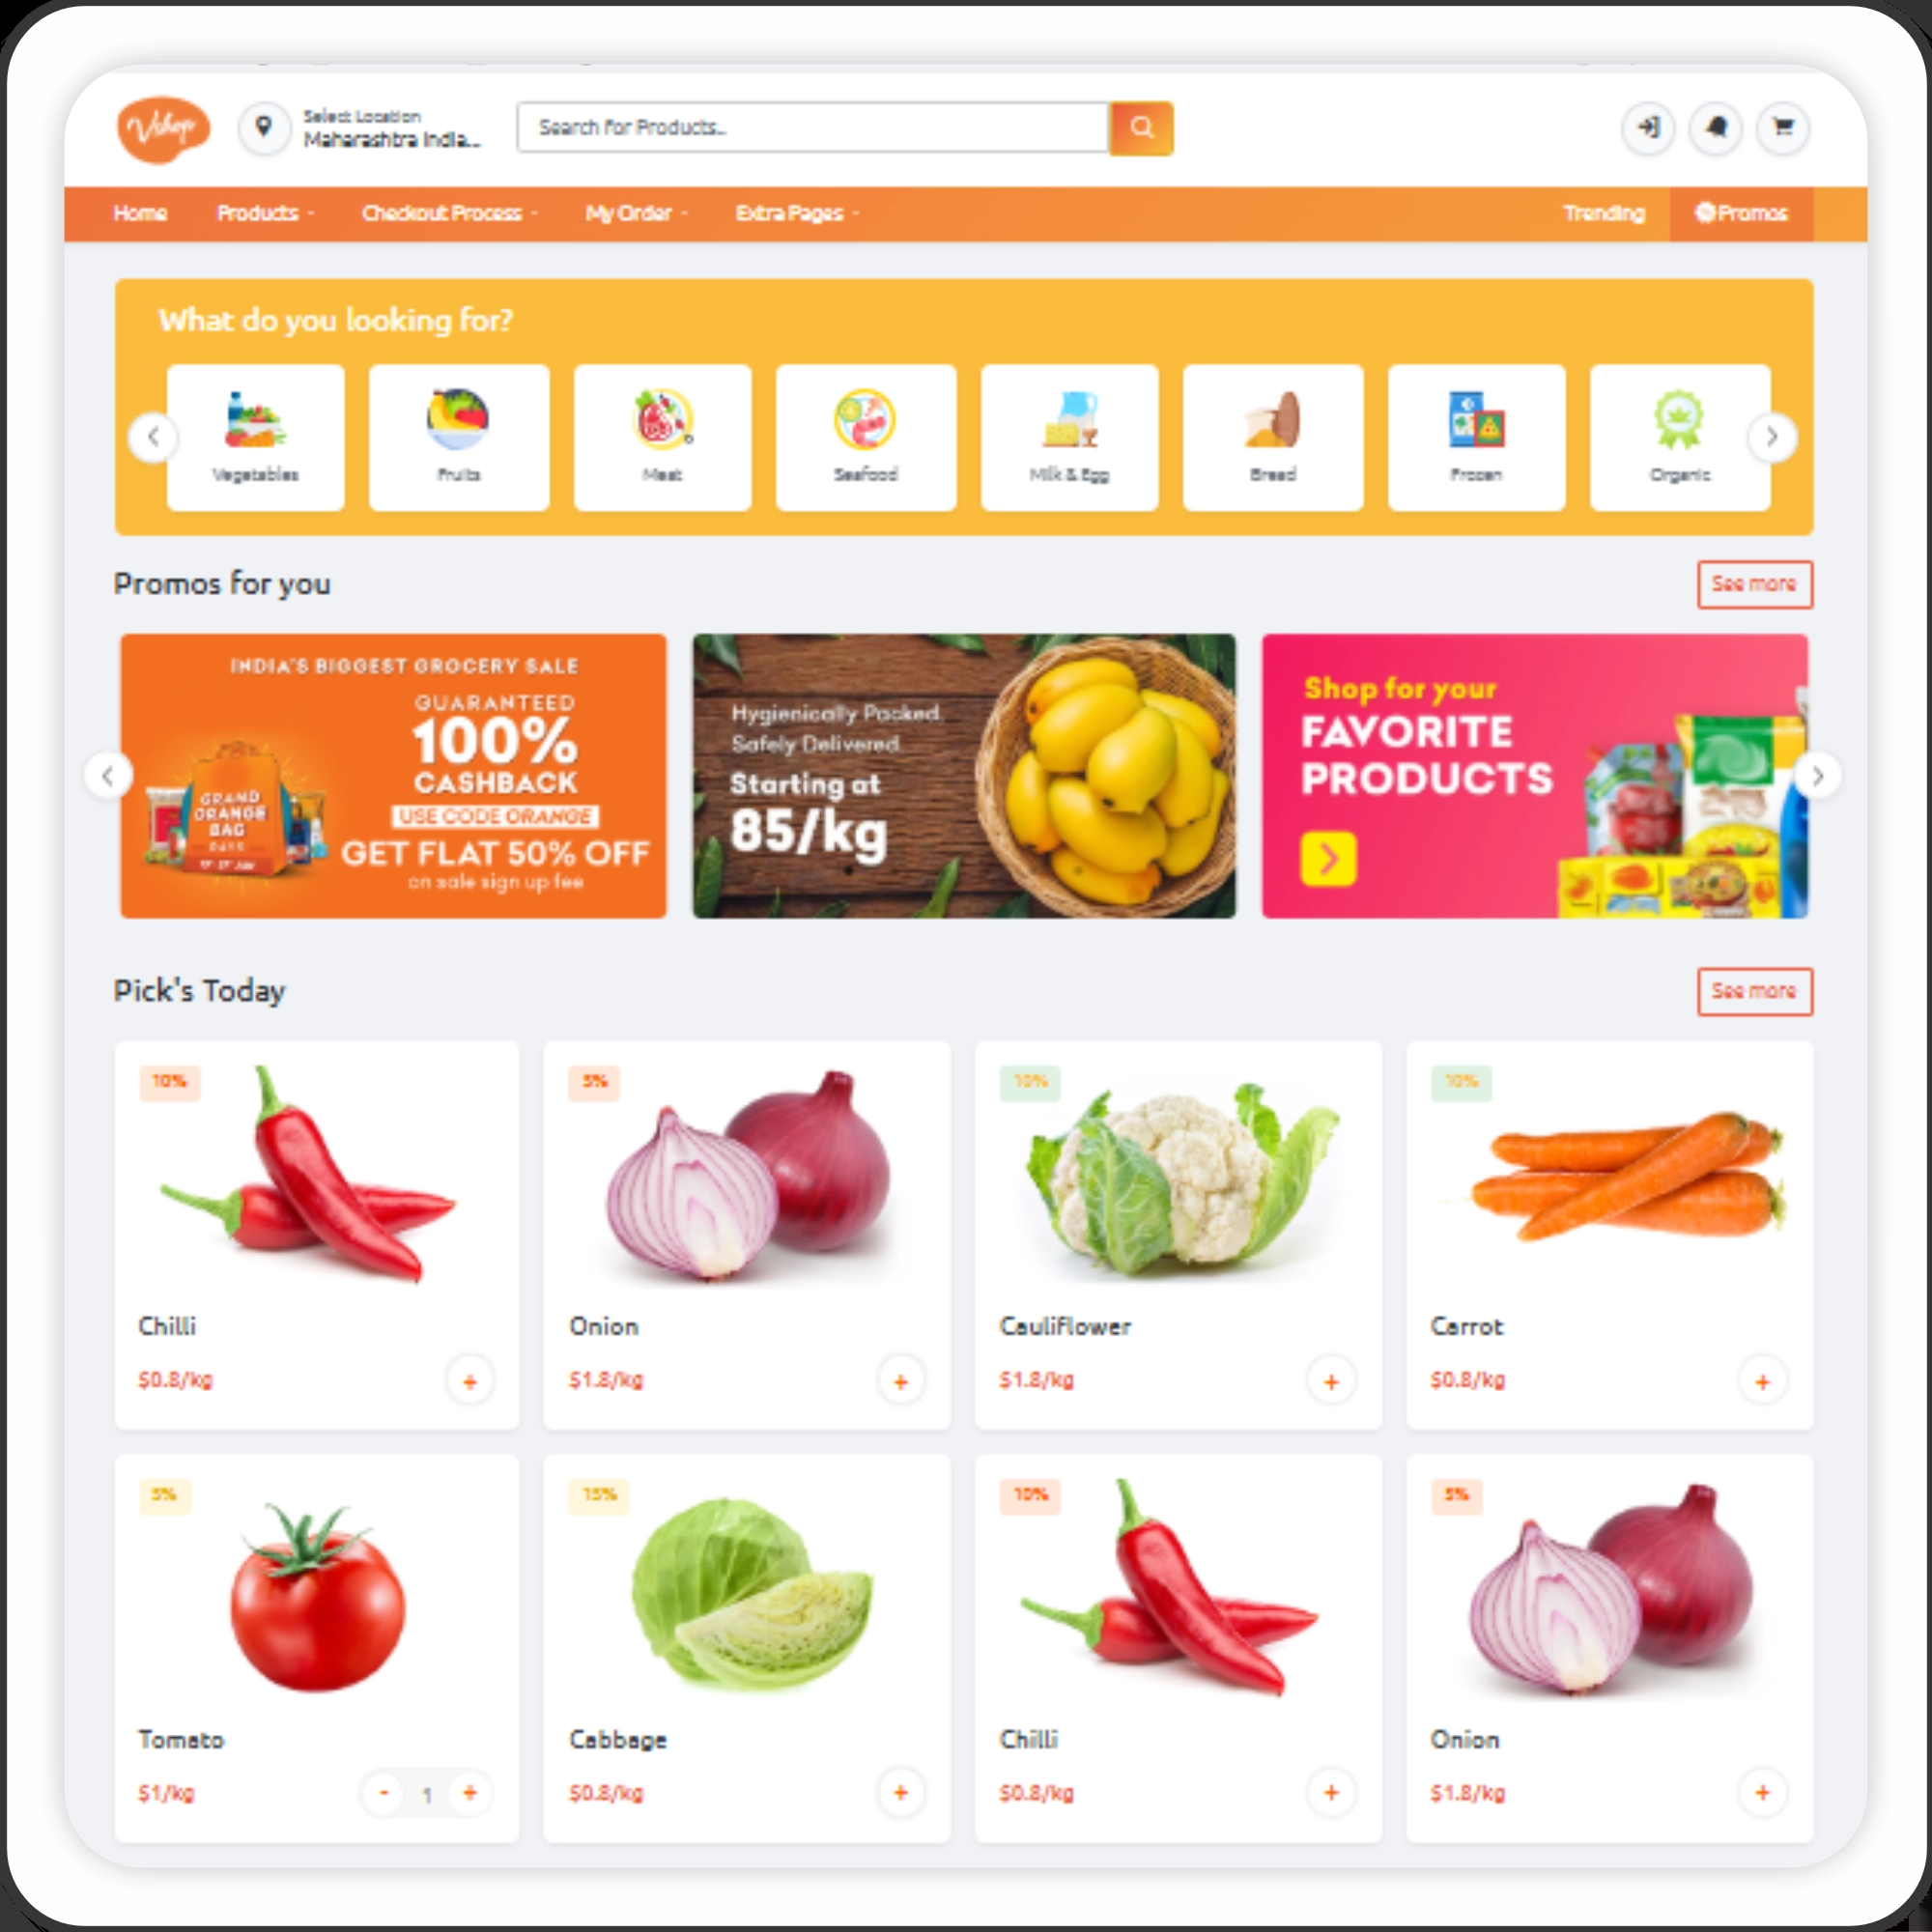 Vshop
Select Location
Maharashtra India...
Search for Products..
Home
Products
Checkout Process
My Order
Extra Pages
Trending
Promos
What do you looking for?
Vegetables
Fruits
Meat
Seafood
Milk & Egg
Bread
Frozen
Organic
Promos for you
See more
INDIA'S BIGGEST GROCERY SALE
GUARANTEED
100%
CASHBACK
USE CODE ORANGE
GET FLAT 50% OFF
on sale sign up fee
GRAND
ORANGE
BAG
DAYS
Hygienically Packed.
Safely Delivered
Starting at
85/kg
Shop for your
FAVORITE
PRODUCTS
Pick's Today
See more
10%
Chilli
$0.8/kg
+
5%
Onion
$1.8/kg
+
10%
Cauliflower
$1.8/kg
+
10%
Carrot
$0.8/kg
+
5%
Tomato
$1/kg
- 1 +
15%
Cabbage
$0.8/kg
+
10%
Chilli
$0.8/kg
+
5%
Onion
$1.8/kg
+